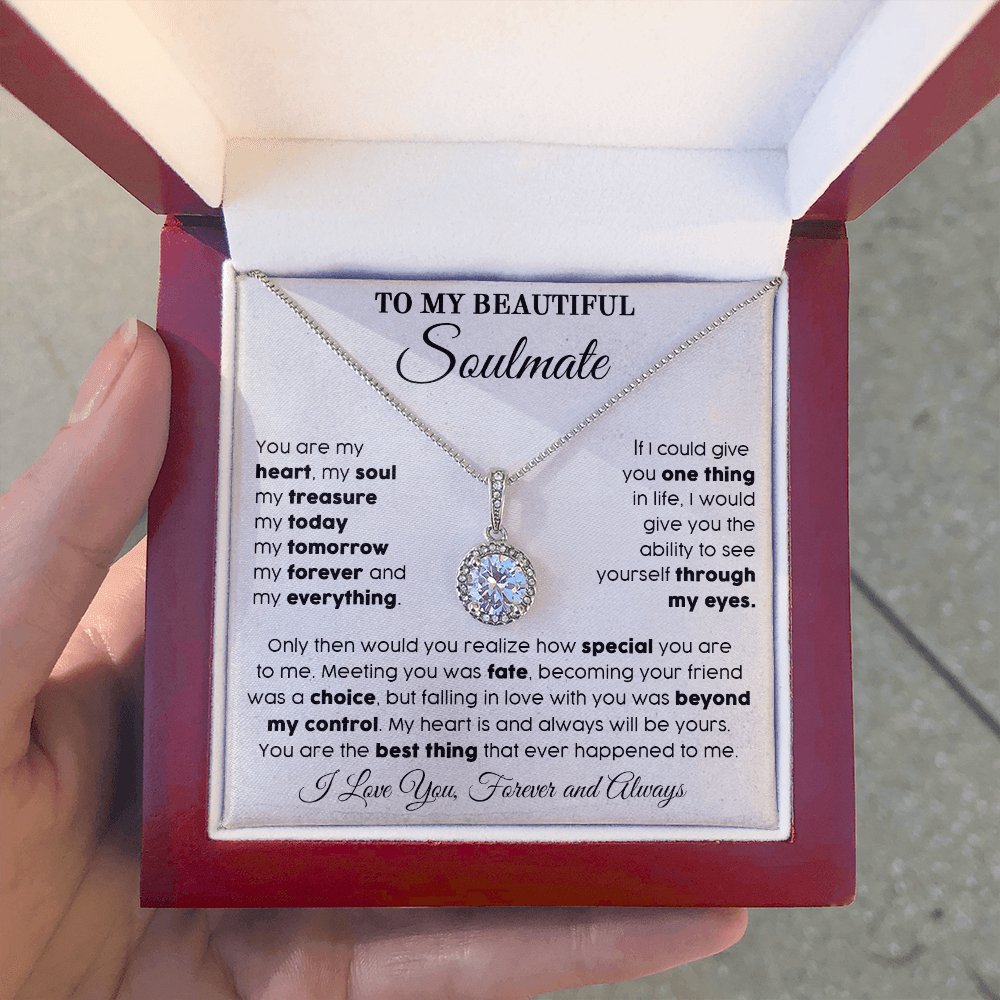 TO MY BEAUTIFUL
Soulmate
You are my
heart, my soul
my treasure
my today
my tomorrow
my forever and
my everything.
If I could give
you one thing
in life, I would
give you the
ability to see
yourself through
my eyes.
Only then would you realize how special you are
to me. Meeting you was fate, becoming your friend
was a choice, but falling in love with you was beyond
my control. My heart is and always will be yours.
You are the best thing that ever happened to me.
I Love You, Forever and Always